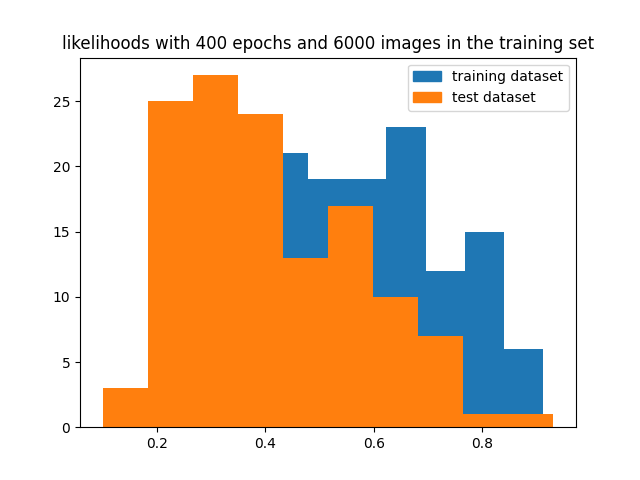 likelihoods with 400 epochs and 6000 images in the training set
training dataset
test dataset
25
20
15
10
5
0
0.2 0.4 0.6 0.8